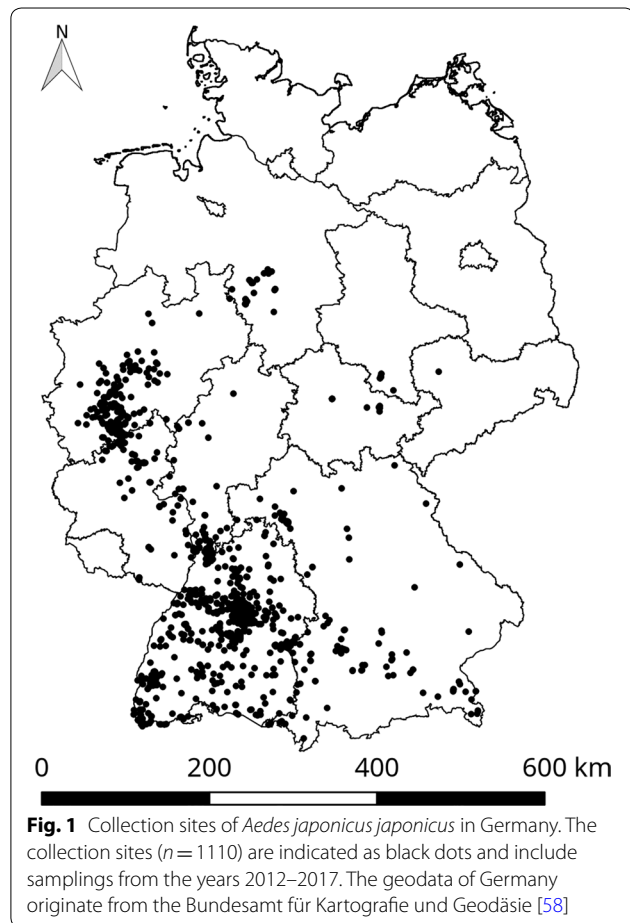 N
0 200 400 600 km
Fig. 1 Collection sites of Aedes japonicus japonicus in Germany. The
collection sites (n = 1110) are indicated as black dots and include
samplings from the years 2012–2017. The geodata of Germany
originate from the Bundesamt für Kartografie und Geodäsie [58]